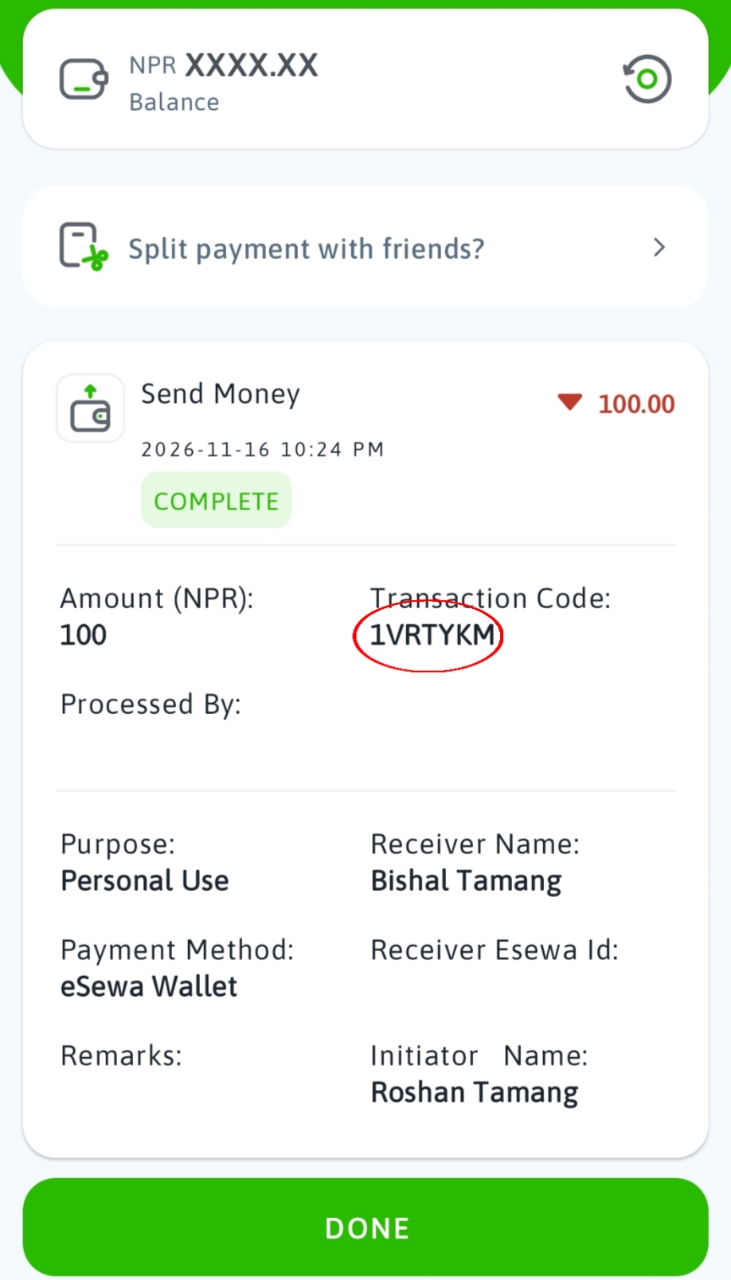 NPR XXXX.XX
Balance
Split payment with friends?
Send Money
100.00
2026-11-16 10:24 PM
COMPLETE
Amount (NPR): Transaction Code:
100 1VRTYKM
Processed By:
Purpose: Receiver Name:
Personal Use Bishal Tamang
Payment Method: Receiver Esewa Id:
eSewa Wallet
Remarks: Initiator Name:
Roshan Tamang
DONE